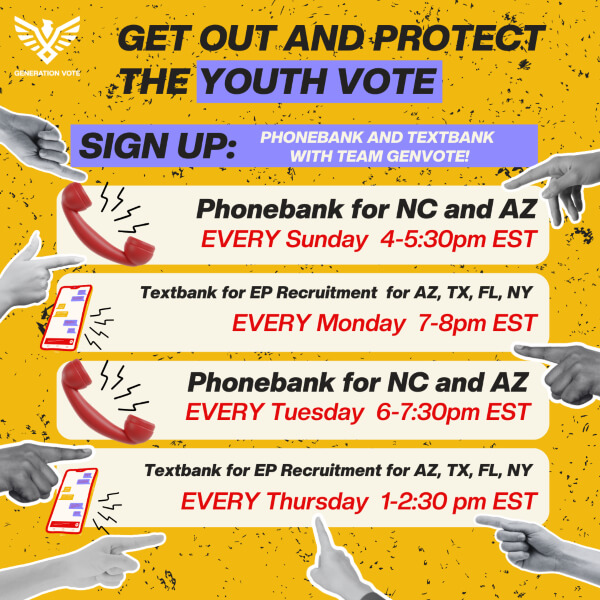 GENERATION VOTE
GET OUT AND PROTECT
THE YOUTH VOTE
SIGN UP:
PHONEBANK AND TEXTBANK
WITH TEAM GENVOTE!
Phonebank for NC and AZ
EVERY Sunday 4-5:30pm EST
Textbank for EP Recruitment for AZ, TX, FL, NY
EVERY Monday 7-8pm EST
Phonebank for NC and AZ
EVERY Tuesday 6-7:30pm EST
Textbank for EP Recruitment for AZ, TX, FL, NY
EVERY Thursday 1-2:30 pm EST